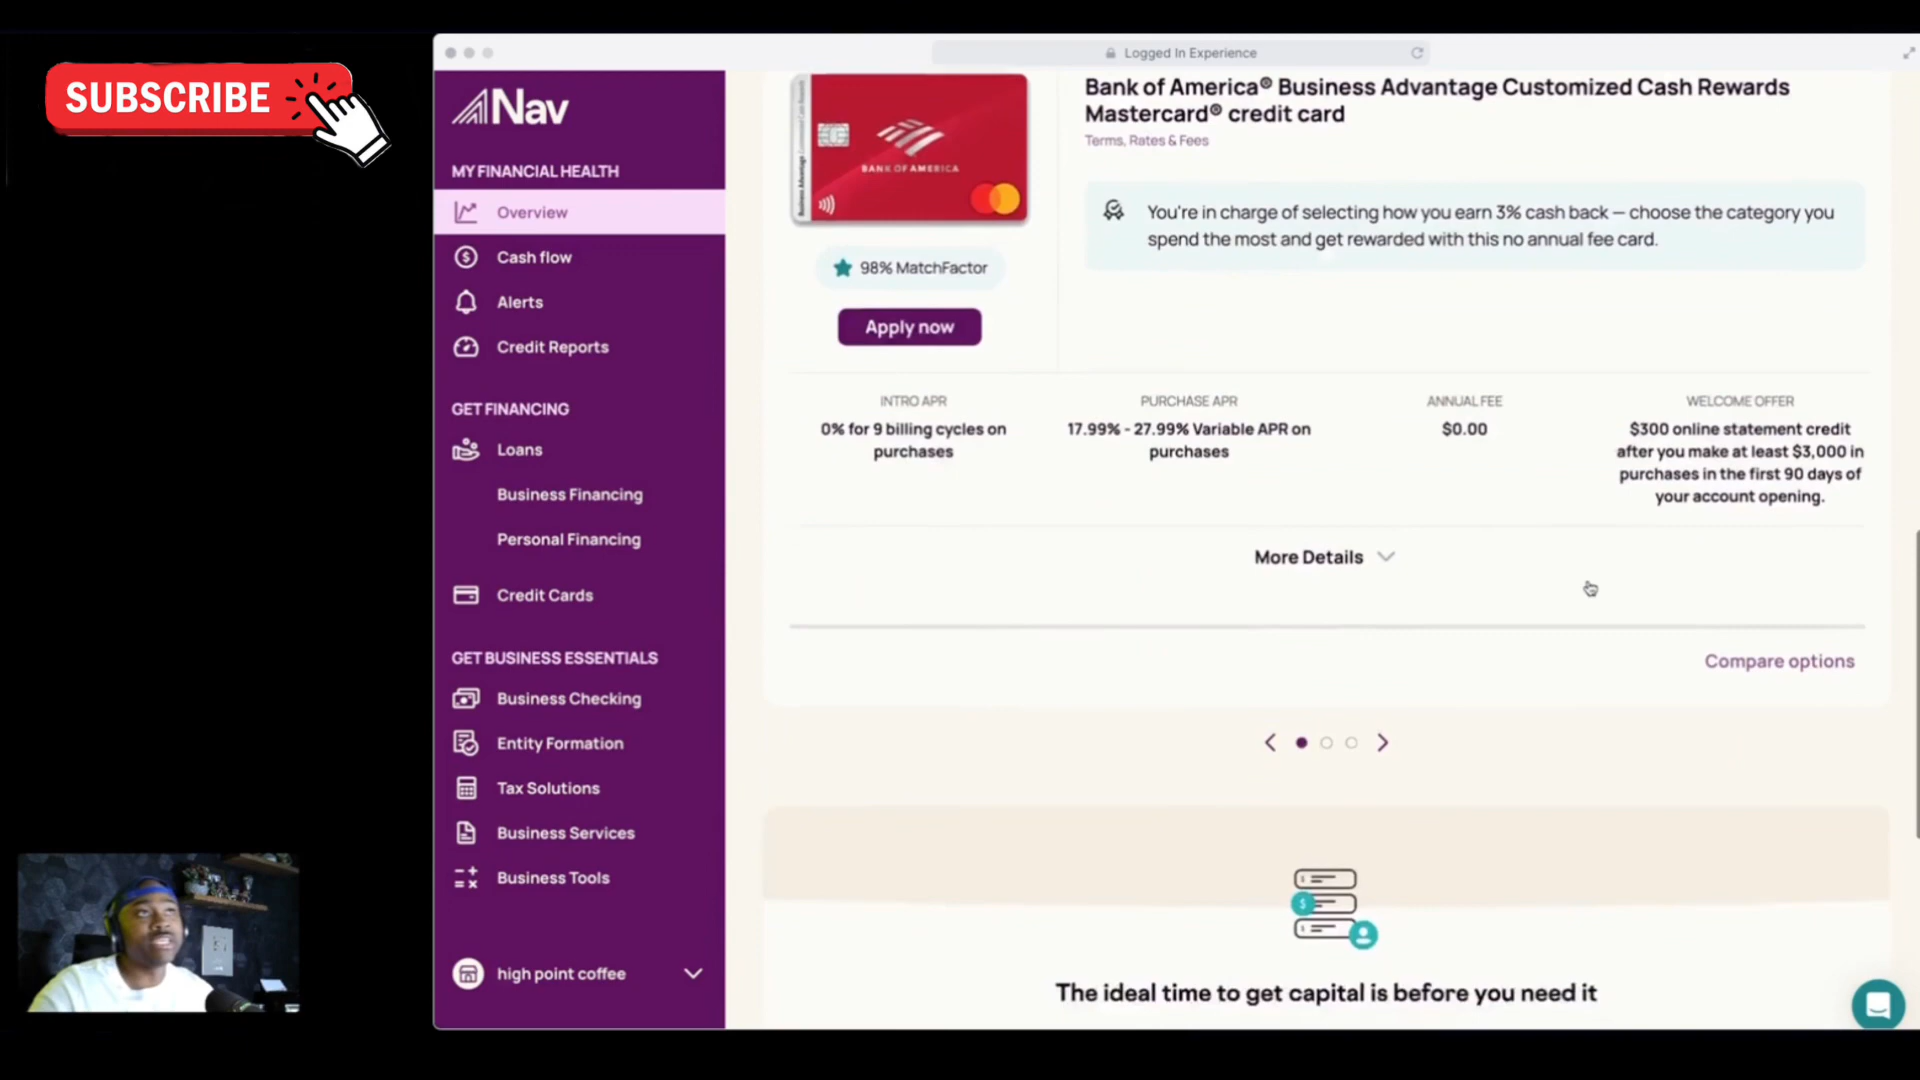 SUBSCRIBE
Logged In Experience
Nav
MY FINANCIAL HEALTH
Overview
Cash flow
Alerts
Credit Reports
GET FINANCING
Loans
Business Financing
Personal Financing
Credit Cards
GET BUSINESS ESSENTIALS
Business Checking
Entity Formation
Tax Solutions
Business Services
Business Tools
high point coffee
Business Advantage Customized Cash Rewards
BANK OF AMERICA
98% MatchFactor
Apply now
Bank of America® Business Advantage Customized Cash Rewards
Mastercard® credit card
Terms, Rates & Fees
You're in charge of selecting how you earn 3% cash back — choose the category you
spend the most and get rewarded with this no annual fee card.
INTRO APR
0% for 9 billing cycles on
purchases
PURCHASE APR
17.99% - 27.99% Variable APR on
purchases
ANNUAL FEE
$0.00
WELCOME OFFER
$300 online statement credit
after you make at least $3,000 in
purchases in the first 90 days of
your account opening.
More Details
Compare options
The ideal time to get capital is before you need it